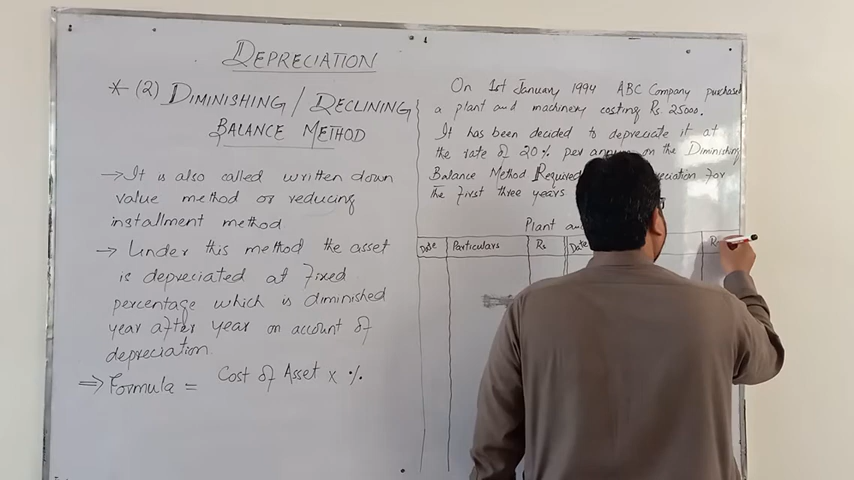 DEPRECIATION
* (2) DIMINISHING / DECLINING
BALANCE METHOD
→ It is also called written down
value method or reducing
installment method
→ Under this method the asset
is depreciated at fixed
percentage which is diminished
year after year on account of
depreciation.
⇒ Formula = Cost of Asset x %
On 1st January 1994 ABC Company purchased
a plant and machinery costing Rs 25000.
It has been decided to depreciate it at
the rate of 20% per annum on the Diminishing
Balance Method Required for
the first three years
Plant
Date Particulars Rs Date